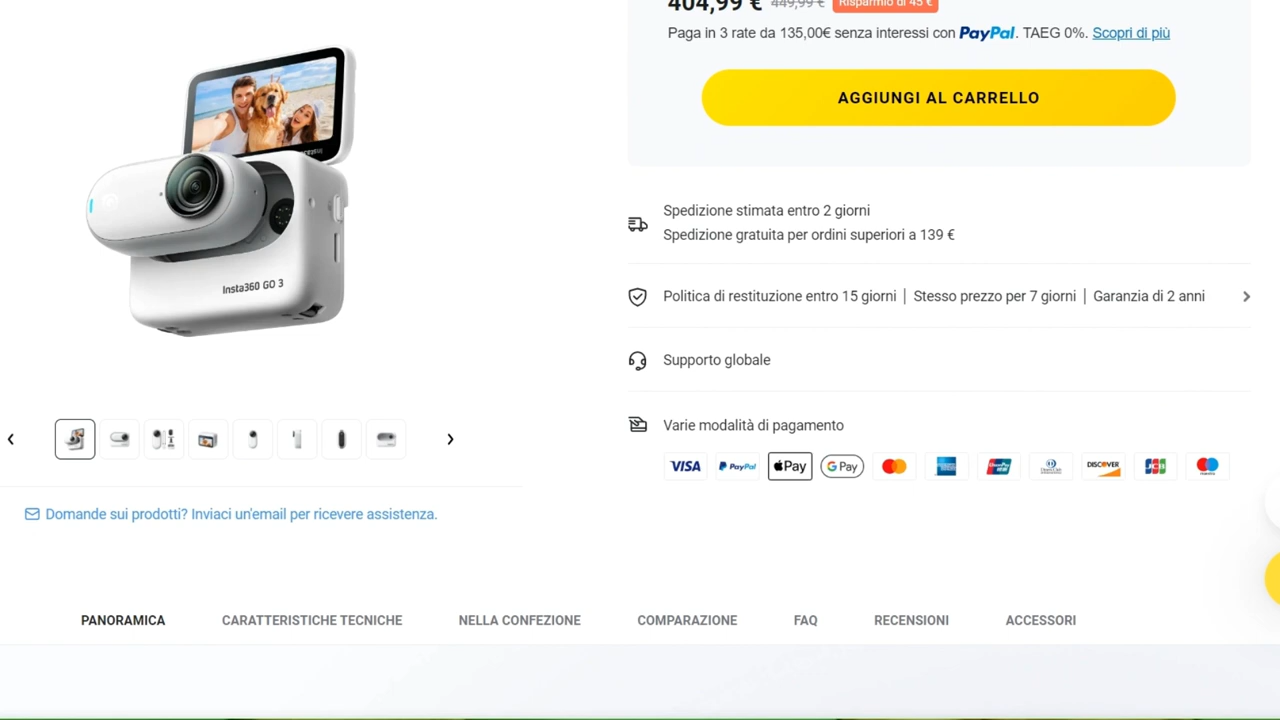 404,99 € 449,99 € Risparmio di 45 €
Paga in 3 rate da 135,00€ senza interessi con PayPal. TAEG 0%. Scopri di più
AGGIUNGI AL CARRELLO
Insta360 GO 3
Spedizione stimata entro 2 giorni
Spedizione gratuita per ordini superiori a 139 €
Politica di restituzione entro 15 giorni | Stesso prezzo per 7 giorni | Garanzia di 2 anni
Supporto globale
Varie modalità di pagamento
VISA PayPal Pay G Pay DISCOVER JCB maestro
Domande sui prodotti? Inviaci un'email per ricevere assistenza.
PANORAMICA CARATTERISTICHE TECNICHE NELLA CONFEZIONE COMPARAZIONE FAQ RECENSIONI ACCESSORI